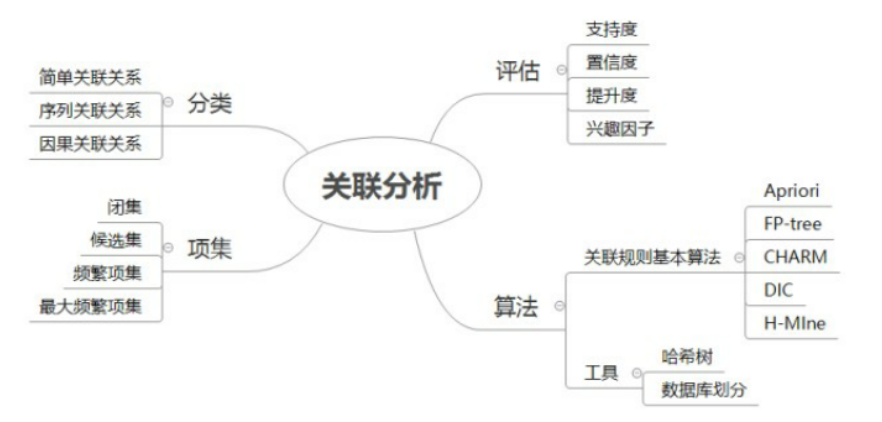 关联分析
分类
简单关联关系
序列关联关系
因果关联关系
项集
闭集
候选集
频繁项集
最大频繁项集
评估
支持度
置信度
提升度
兴趣因子
算法
关联规则基本算法
Apriori
FP-tree
CHARM
DIC
H-MIne
工具
哈希树
数据库划分